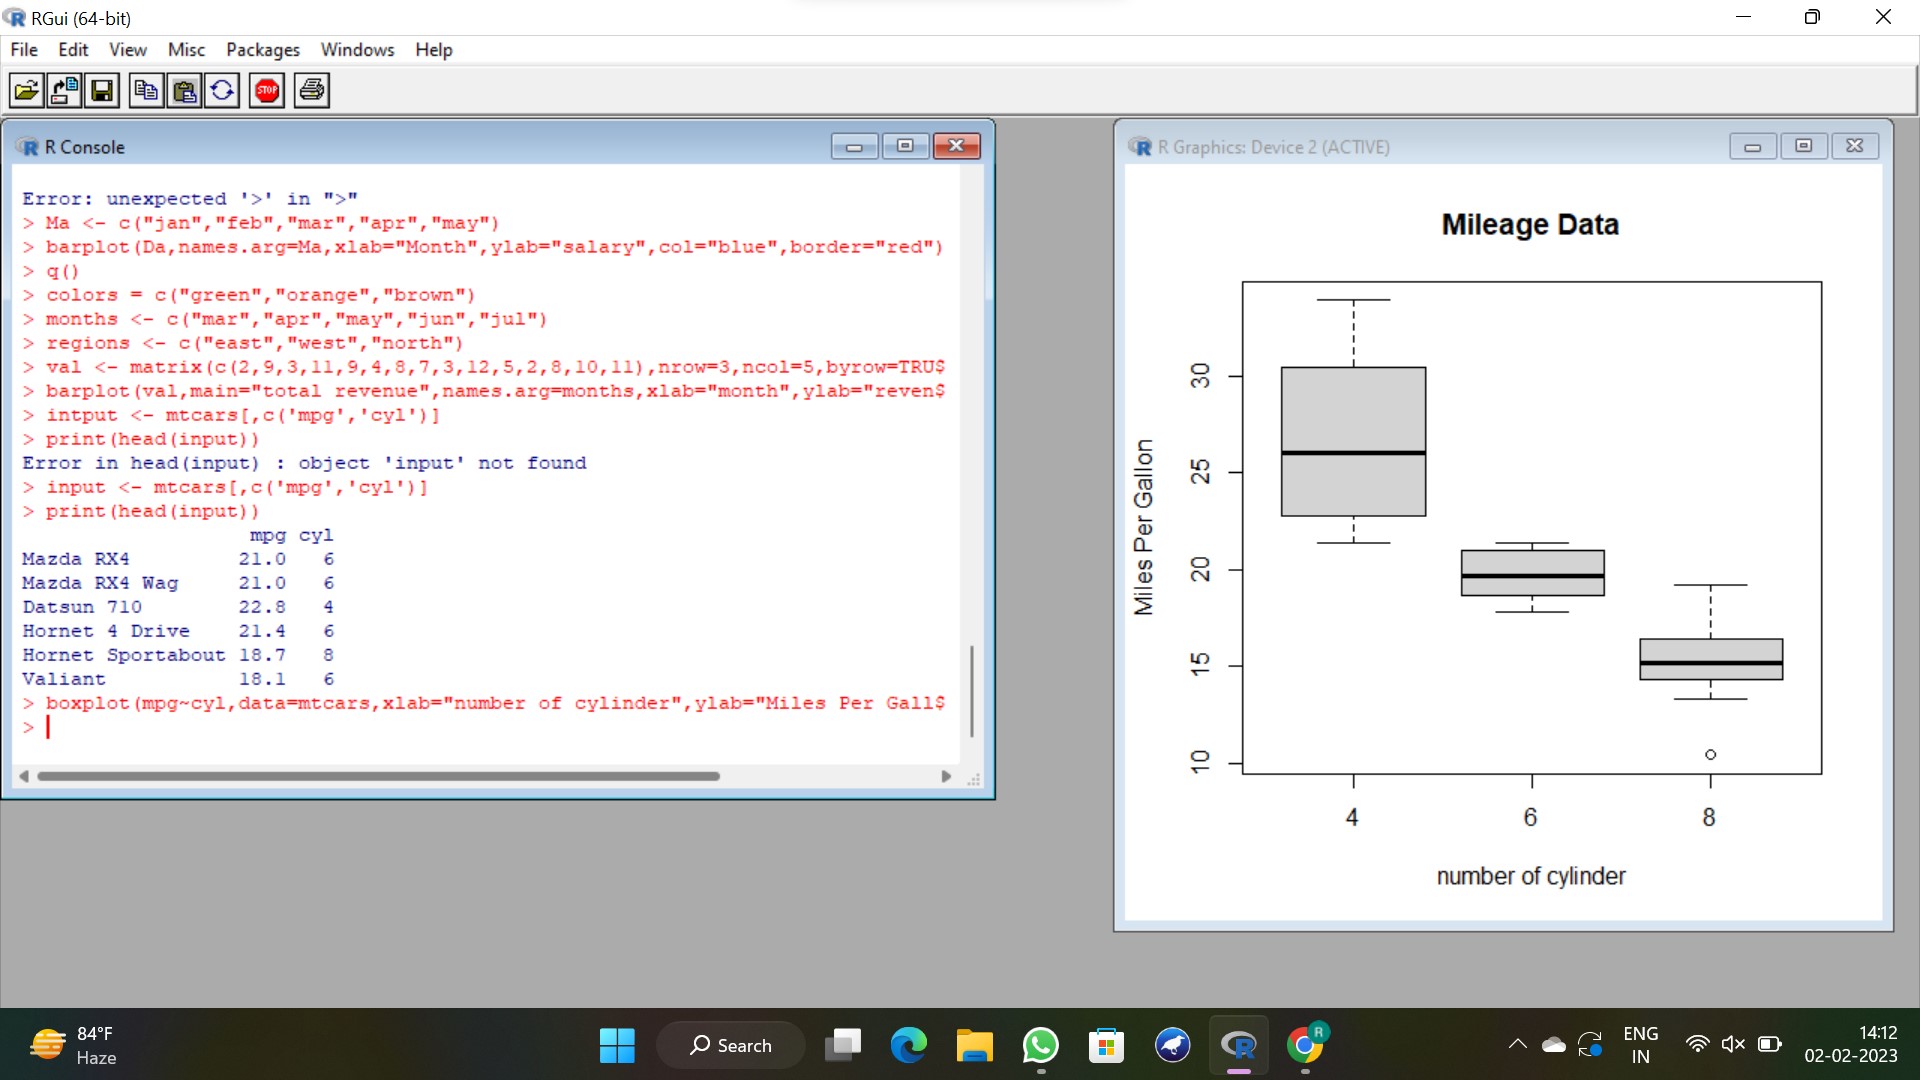 RGui (64-bit)
File Edit View Misc Packages Windows Help
STOP
R Console
Error: unexpected '>' in ">"
> Ma <- c("jan","feb","mar","apr","may")
> barplot(Da,names.arg=Ma,xlab="Month",ylab="salary",col="blue",border="red")
> q()
> colors = c("green","orange","brown")
> months <- c("mar","apr","may","jun","jul")
> regions <- c("east","west","north")
> val <- matrix(c(2,9,3,11,9,4,8,7,3,12,5,2,8,10,11),nrow=3,ncol=5,byrow=TRU$
> barplot(val,main="total revenue",names.arg=months,xlab="month",ylab="reven$
> intput <- mtcars[,c('mpg','cyl')]
> print(head(input))
Error in head(input) : object 'input' not found
> input <- mtcars[,c('mpg','cyl')]
> print(head(input))
mpg cyl
Mazda RX4 21.0 6
Mazda RX4 Wag 21.0 6
Datsun 710 22.8 4
Hornet 4 Drive 21.4 6
Hornet Sportabout 18.7 8
Valiant 18.1 6
> boxplot(mpg~cyl,data=mtcars,xlab="number of cylinder",ylab="Miles Per Gall$
>
R Graphics: Device 2 (ACTIVE)
Mileage Data
Miles Per Gallon
30
25
20
15
10
4 6 8
number of cylinder
84°F
Haze
Search
R
ENG
IN
14:12
02-02-2023